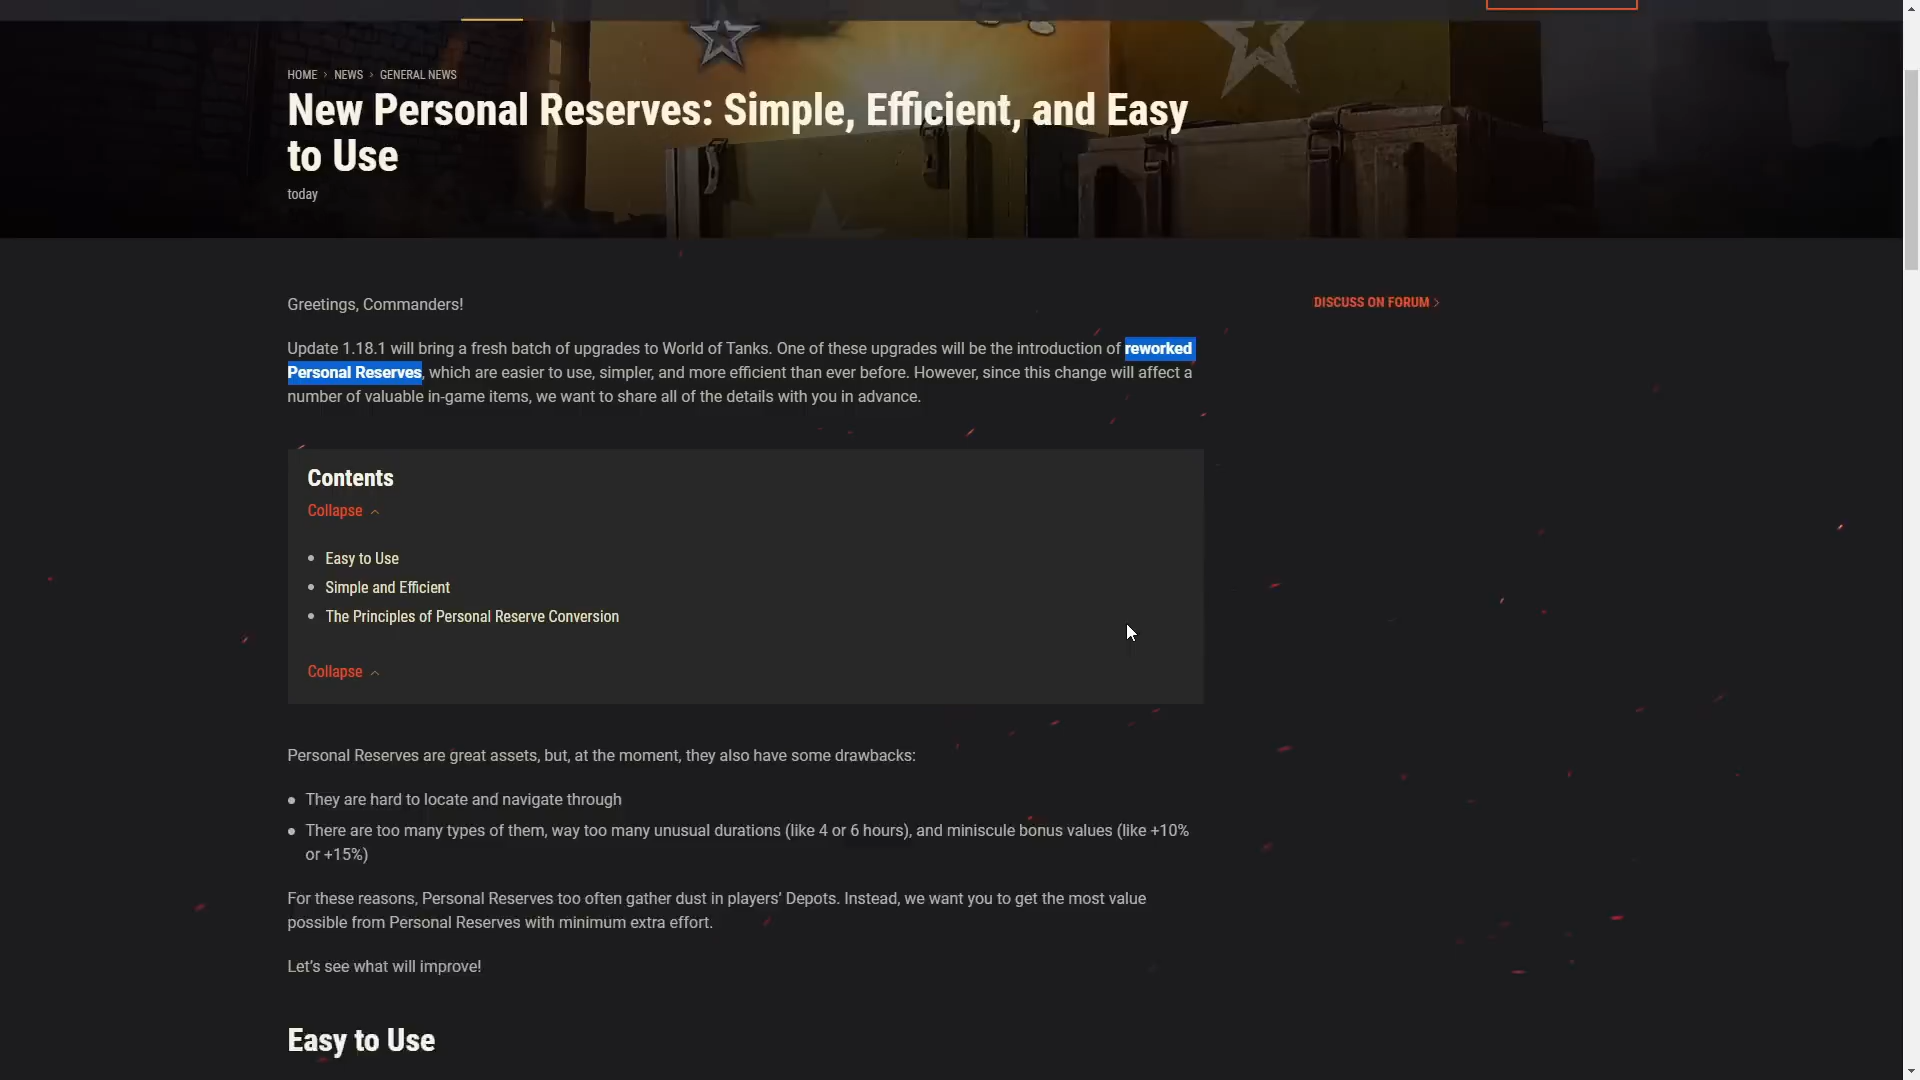 HOME › NEWS › GENERAL NEWS
New Personal Reserves: Simple, Efficient, and Easy
to Use
today
Greetings, Commanders!
DISCUSS ON FORUM >
Update 1.18.1 will bring a fresh batch of upgrades to World of Tanks. One of these upgrades will be the introduction of reworked
Personal Reserves, which are easier to use, simpler, and more efficient than ever before. However, since this change will affect a
number of valuable in-game items, we want to share all of the details with you in advance.
Contents
Collapse
• Easy to Use
• Simple and Efficient
• The Principles of Personal Reserve Conversion
Collapse
Personal Reserves are great assets, but, at the moment, they also have some drawbacks:
• They are hard to locate and navigate through
• There are too many types of them, way too many unusual durations (like 4 or 6 hours), and miniscule bonus values (like +10%
or +15%)
For these reasons, Personal Reserves too often gather dust in players’ Depots. Instead, we want you to get the most value
possible from Personal Reserves with minimum extra effort.
Let’s see what will improve!
Easy to Use